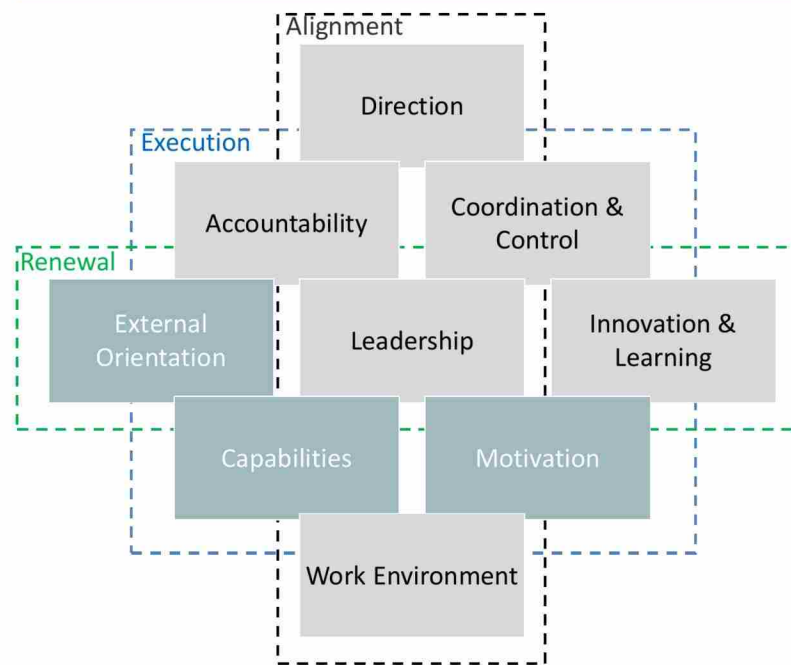 Alignment
Direction
Execution
Accountability
Coordination &
Control
Renewal
External
Orientation
Leadership
Innovation &
Learning
Capabilities
Motivation
Work Environment